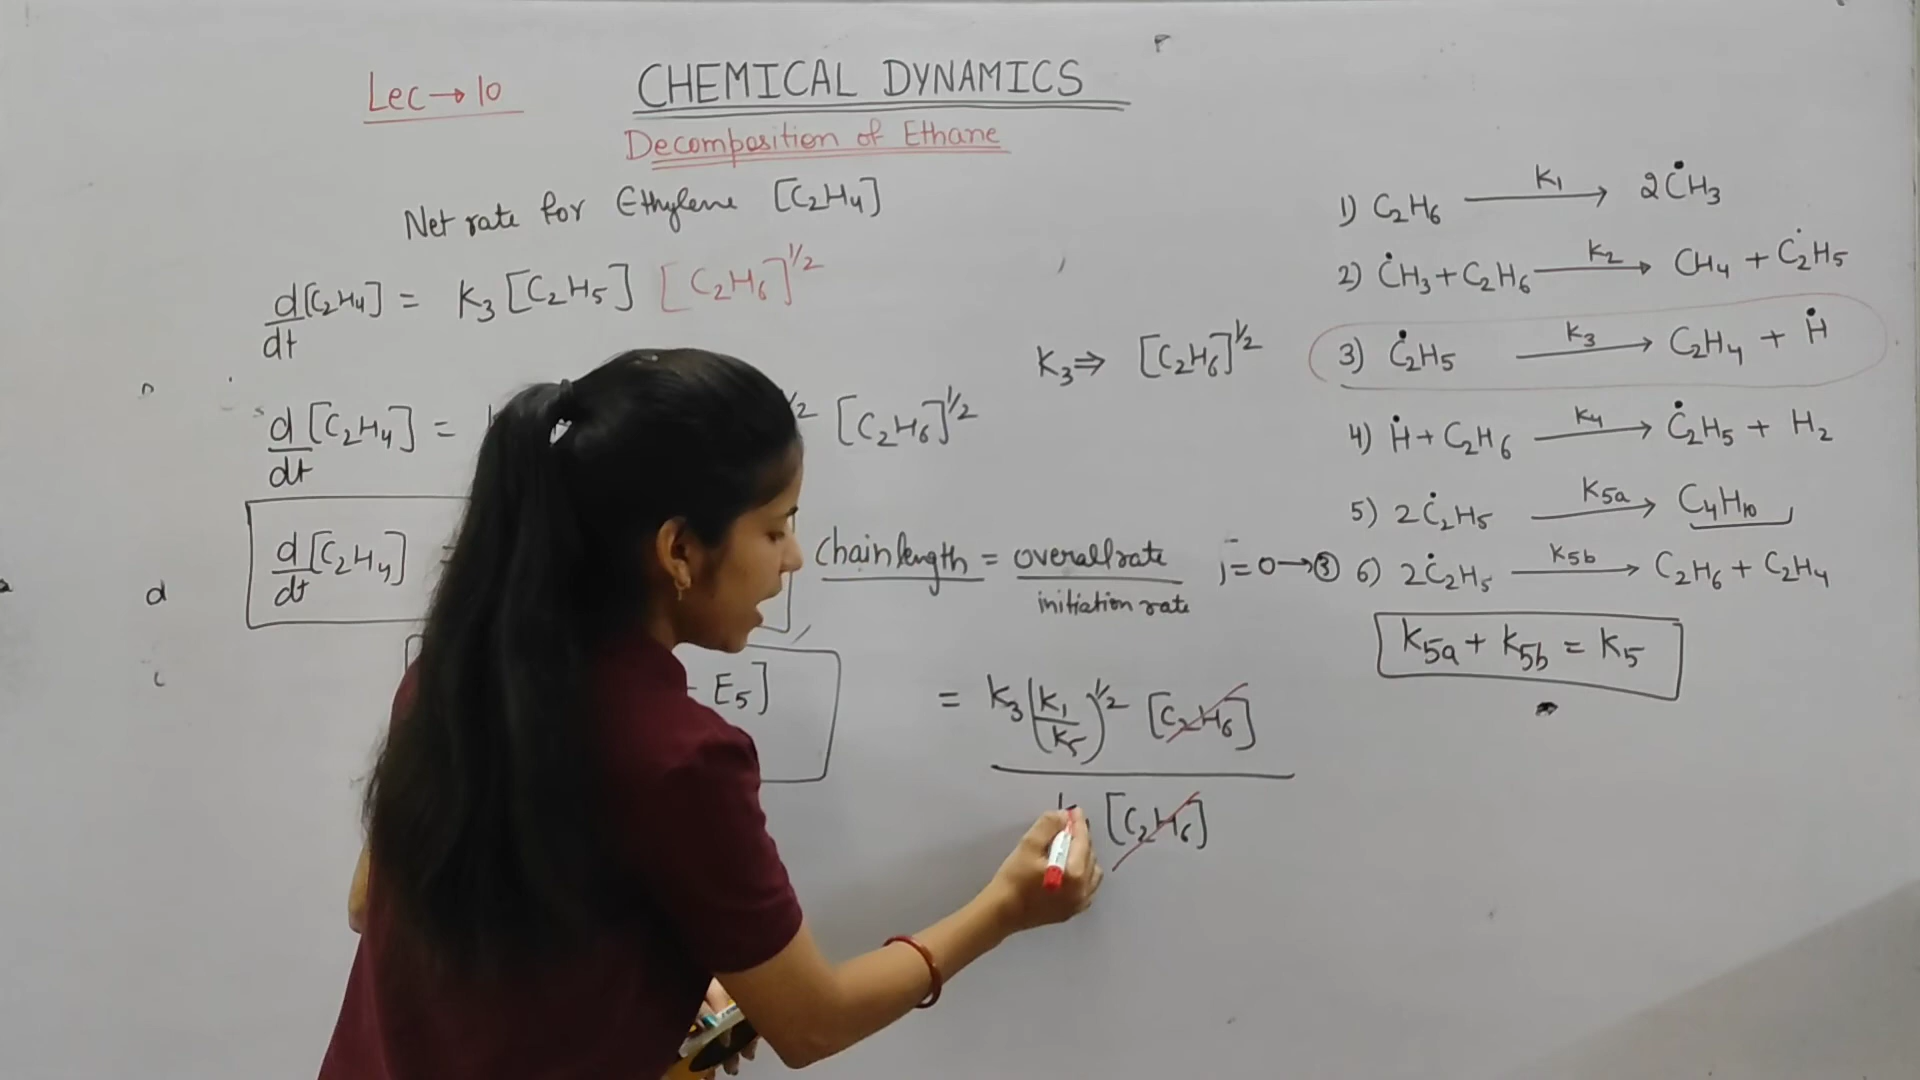 Lec → 10
CHEMICAL DYNAMICS
Decomposition of Ethane
Net rate for Ethylene [C2H4]
d[C2H4]/dt = K3 [C2H5] [C2H6]^1/2
d/dt [C2H4] = [C2H6]^1/2
d/dt [C2H4] =
E5]
K3 ⇒ [C2H6]^1/2
Chain length = overall rate / initiation rate
= K3 (K1/K5)^1/2 [C2H6] / [C2H6]
1) C2H6 —K1→ 2ĊH3
2) ĊH3 + C2H6 —K2→ CH4 + Ċ2H5
3) Ċ2H5 —K3→ C2H4 + Ḣ
4) Ḣ + C2H6 —K4→ Ċ2H5 + H2
5) 2Ċ2H5 —K5a→ C4H10
=0→③ 6) 2Ċ2H5 —K5b→ C2H6 + C2H4
K5a + K5b = K5